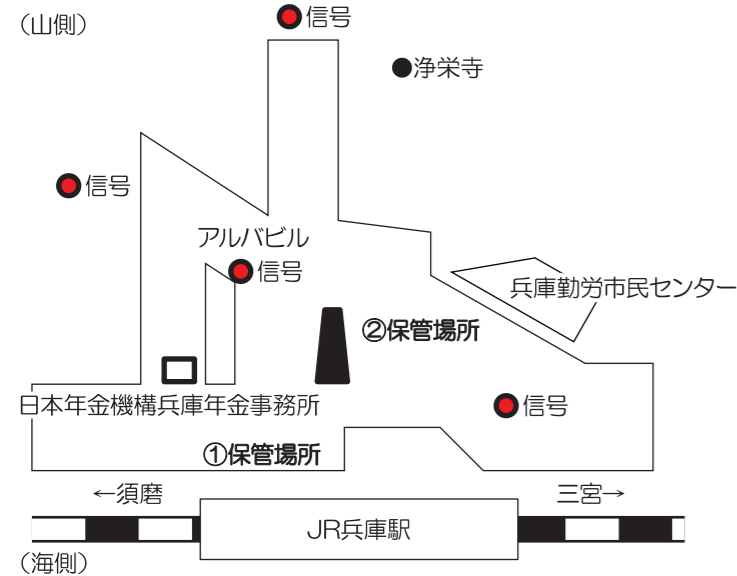 （山側）
信号
浄栄寺
信号
アルバビル
信号
兵庫勤労市民センター
②保管場所
日本年金機構兵庫年金事務所
信号
①保管場所
←須磨
三宮→
JR兵庫駅
（海側）